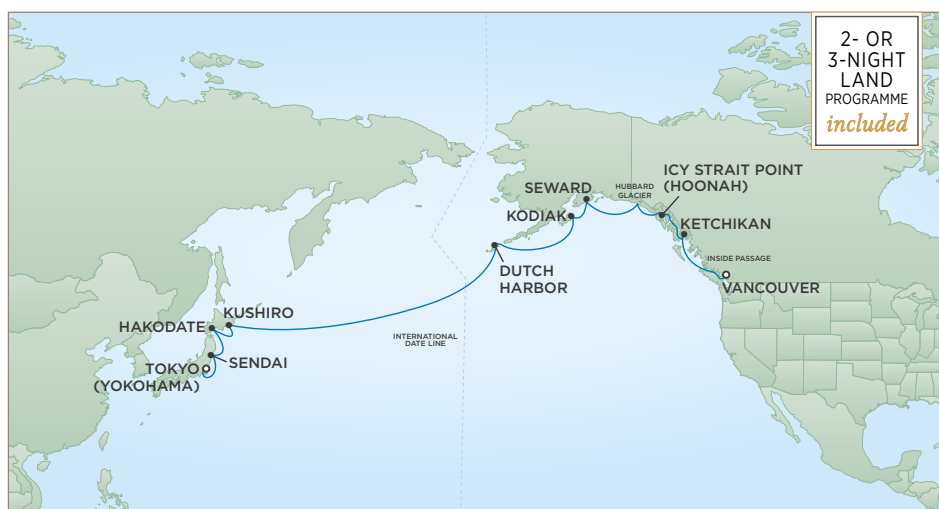 2- OR
3-NIGHT
LAND
PROGRAMME
included
ICY STRAIT POINT
(HOONAH)
SEWARD
HUBBARD
GLACIER
KODIAK
KETCHIKAN
INSIDE PASSAGE
VANCOUVER
DUTCH
HARBOR
KUSHIRO
HAKODATE
INTERNATIONAL
DATE LINE
SENDAI
TOKYO
(YOKOHAMA)